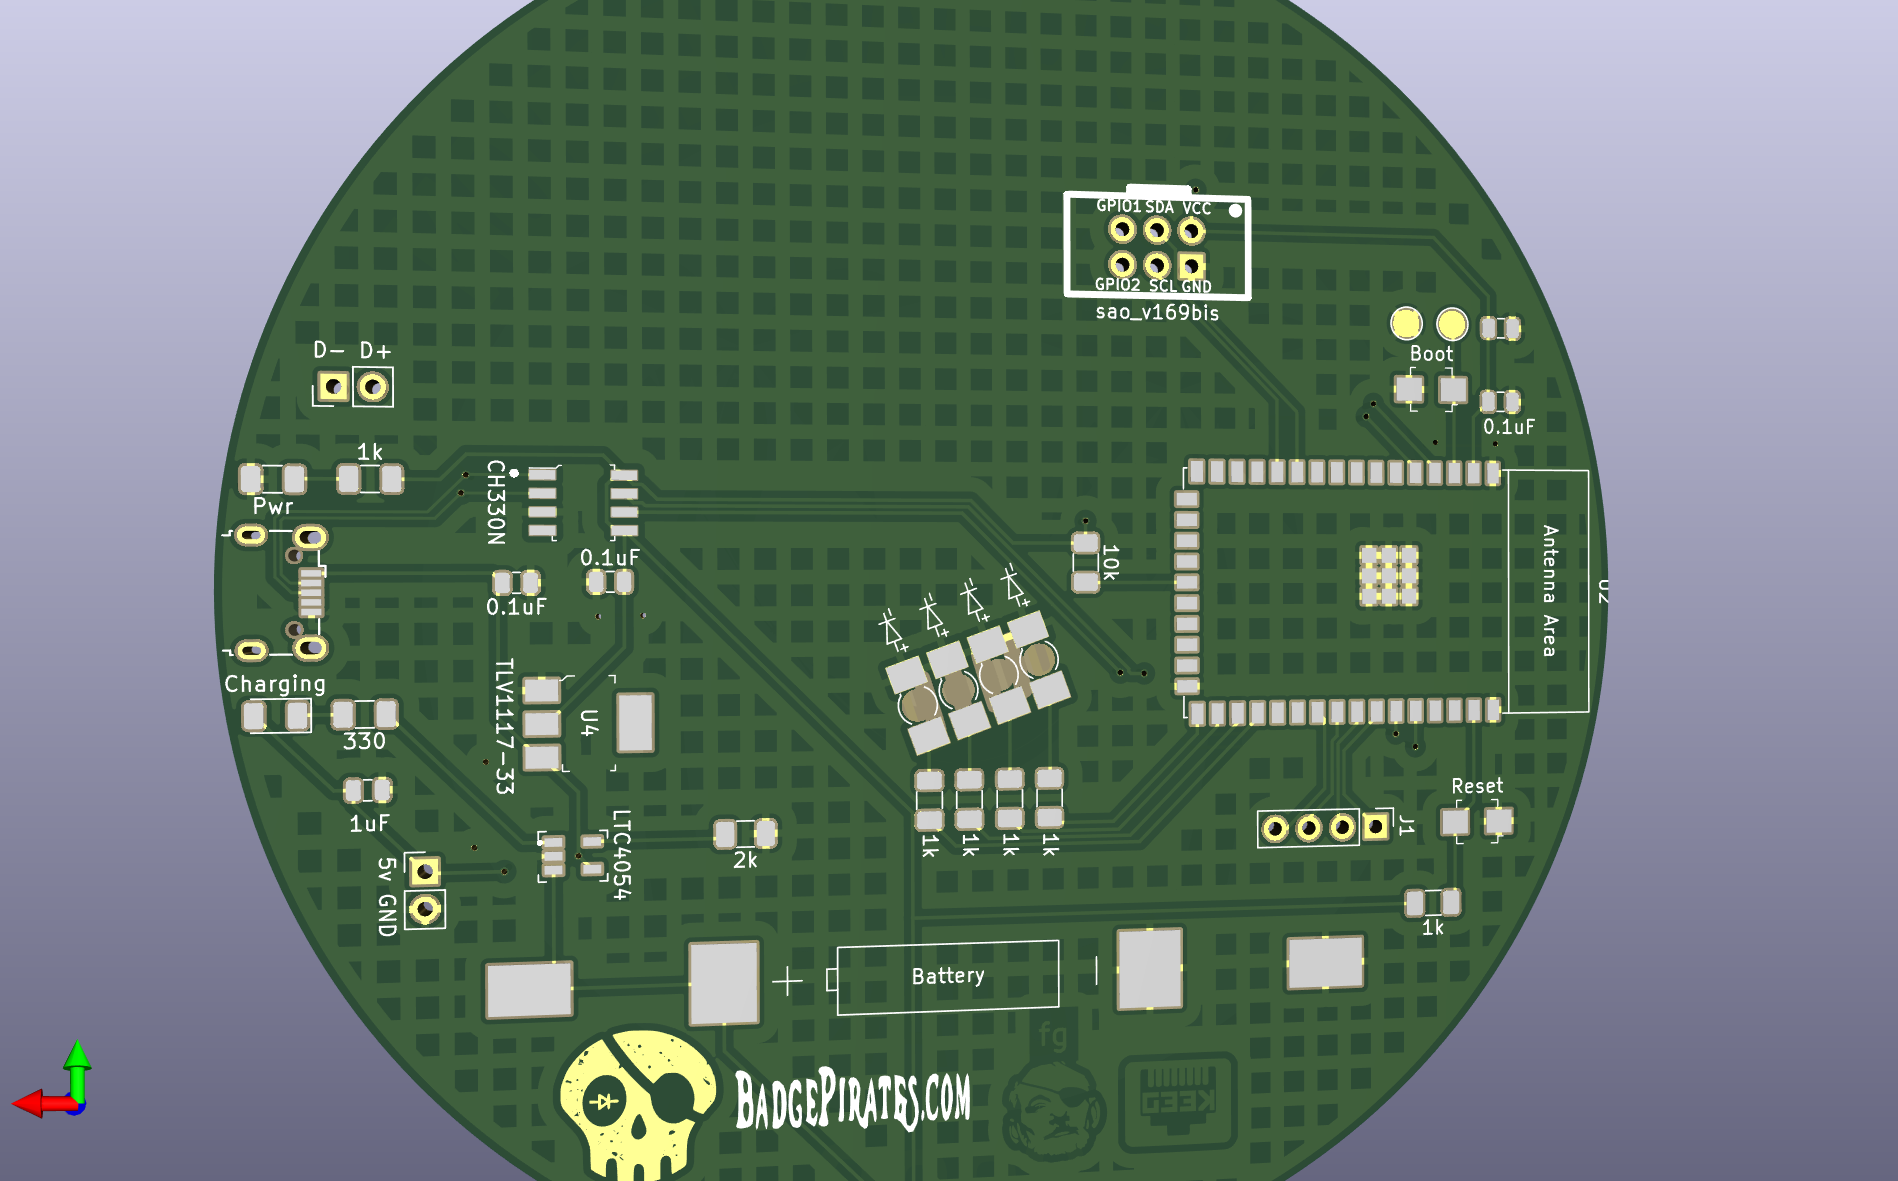 GPIO1 SDA VCC
GPIO2 SCL GND
sao_v169bis
Boot
0.1uF
D- D+
1k
Pwr
CH330N
0.1uF
0.1uF
10k
Antenna Area
U2
Charging
330
TLV1117-33
U4
1uF
LTC4054
2k
1k
1k
1k
1k
J1
Reset
1k
5v
GND
+ Battery -
fg
BADGEPIRATES.COM
KEEG